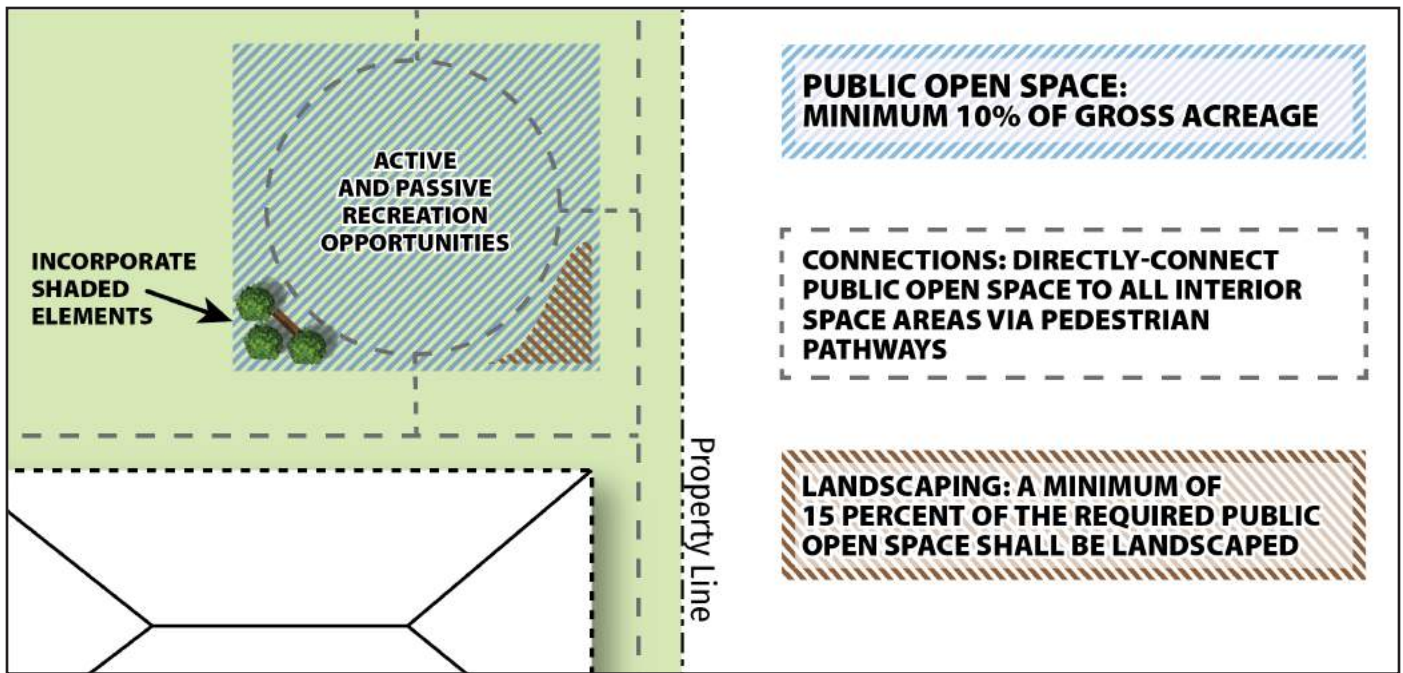 ACTIVE
AND PASSIVE
RECREATION
OPPORTUNITIES
INCORPORATE
SHADED
ELEMENTS
Property Line
PUBLIC OPEN SPACE:
MINIMUM 10% OF GROSS ACREAGE
CONNECTIONS: DIRECTLY-CONNECT
PUBLIC OPEN SPACE TO ALL INTERIOR
SPACE AREAS VIA PEDESTRIAN
PATHWAYS
LANDSCAPING: A MINIMUM OF
15 PERCENT OF THE REQUIRED PUBLIC
OPEN SPACE SHALL BE LANDSCAPED